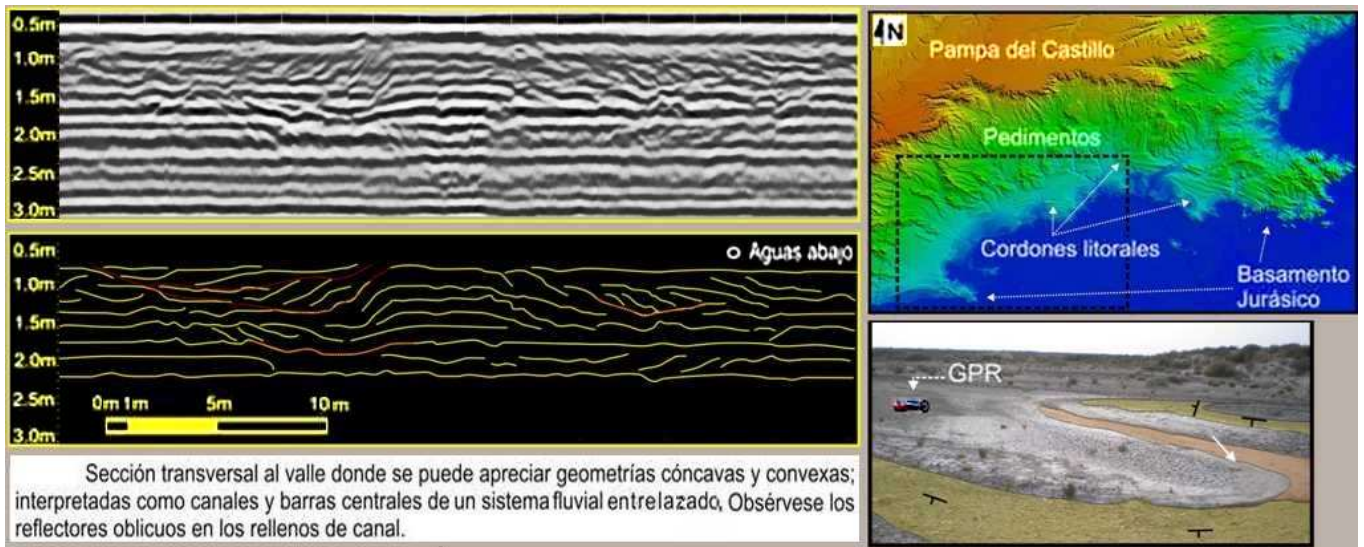 0.5m
1.0m
1.5m
2.0m
2.5m
3.0m
0.5m
1.0m
1.5m
2.0m
2.5m
3.0m
Aguas abajo
0m 1m 5m 10m
Sección transversal al valle donde se puede apreciar geometrías cóncavas y convexas;
interpretadas como canales y barras centrales de un sistema fluvial entrelazado, Obsérvese los
reflectores oblicuos en los rellenos de canal.
N
Pampa del Castillo
Pedimentos
Cordones litorales
Basamento
Jurásico
GPR